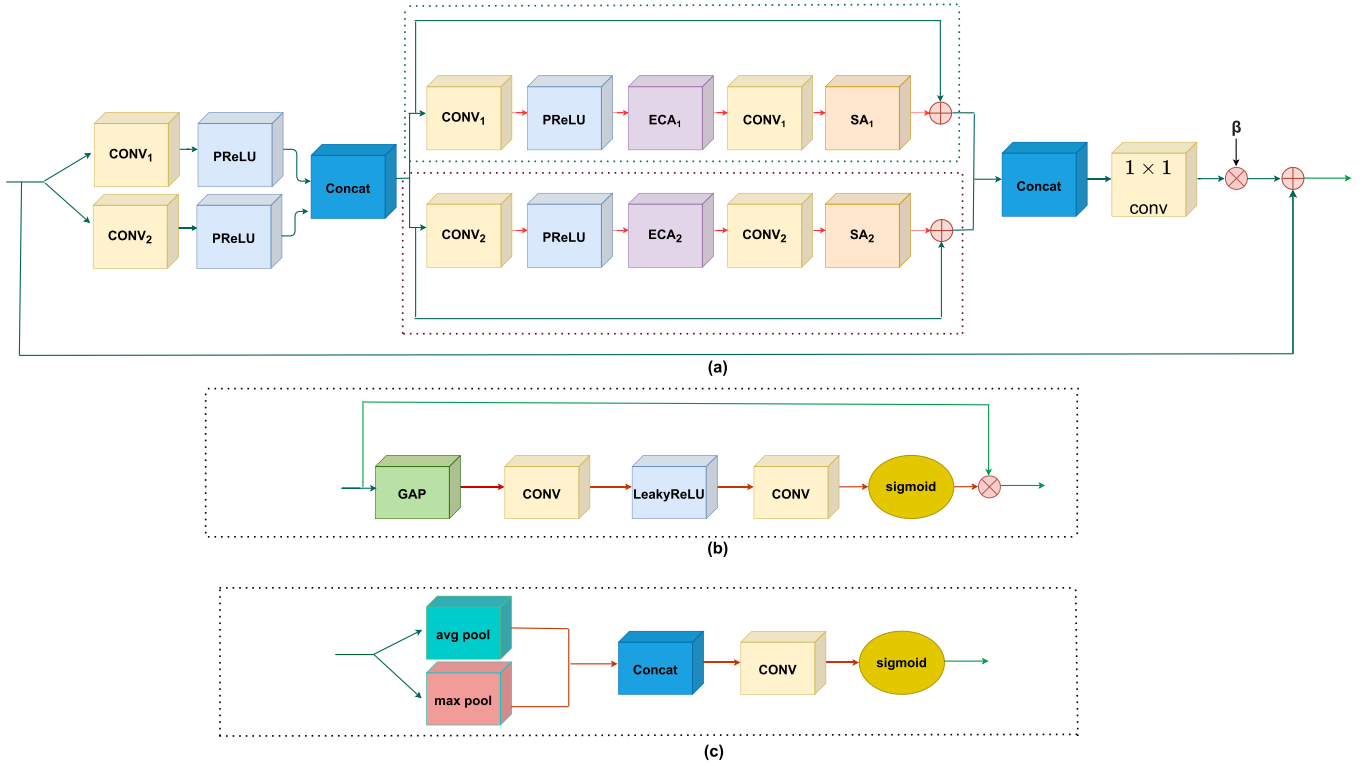 CONV₁ PReLU
CONV₂ PReLU
Concat
CONV₁ PReLU ECA₁ CONV₁ SA₁
CONV₂ PReLU ECA₂ CONV₂ SA₂
Concat
1 × 1
conv
β
(a)
GAP CONV LeakyReLU CONV sigmoid
(b)
avg pool
max pool
Concat CONV sigmoid
(c)